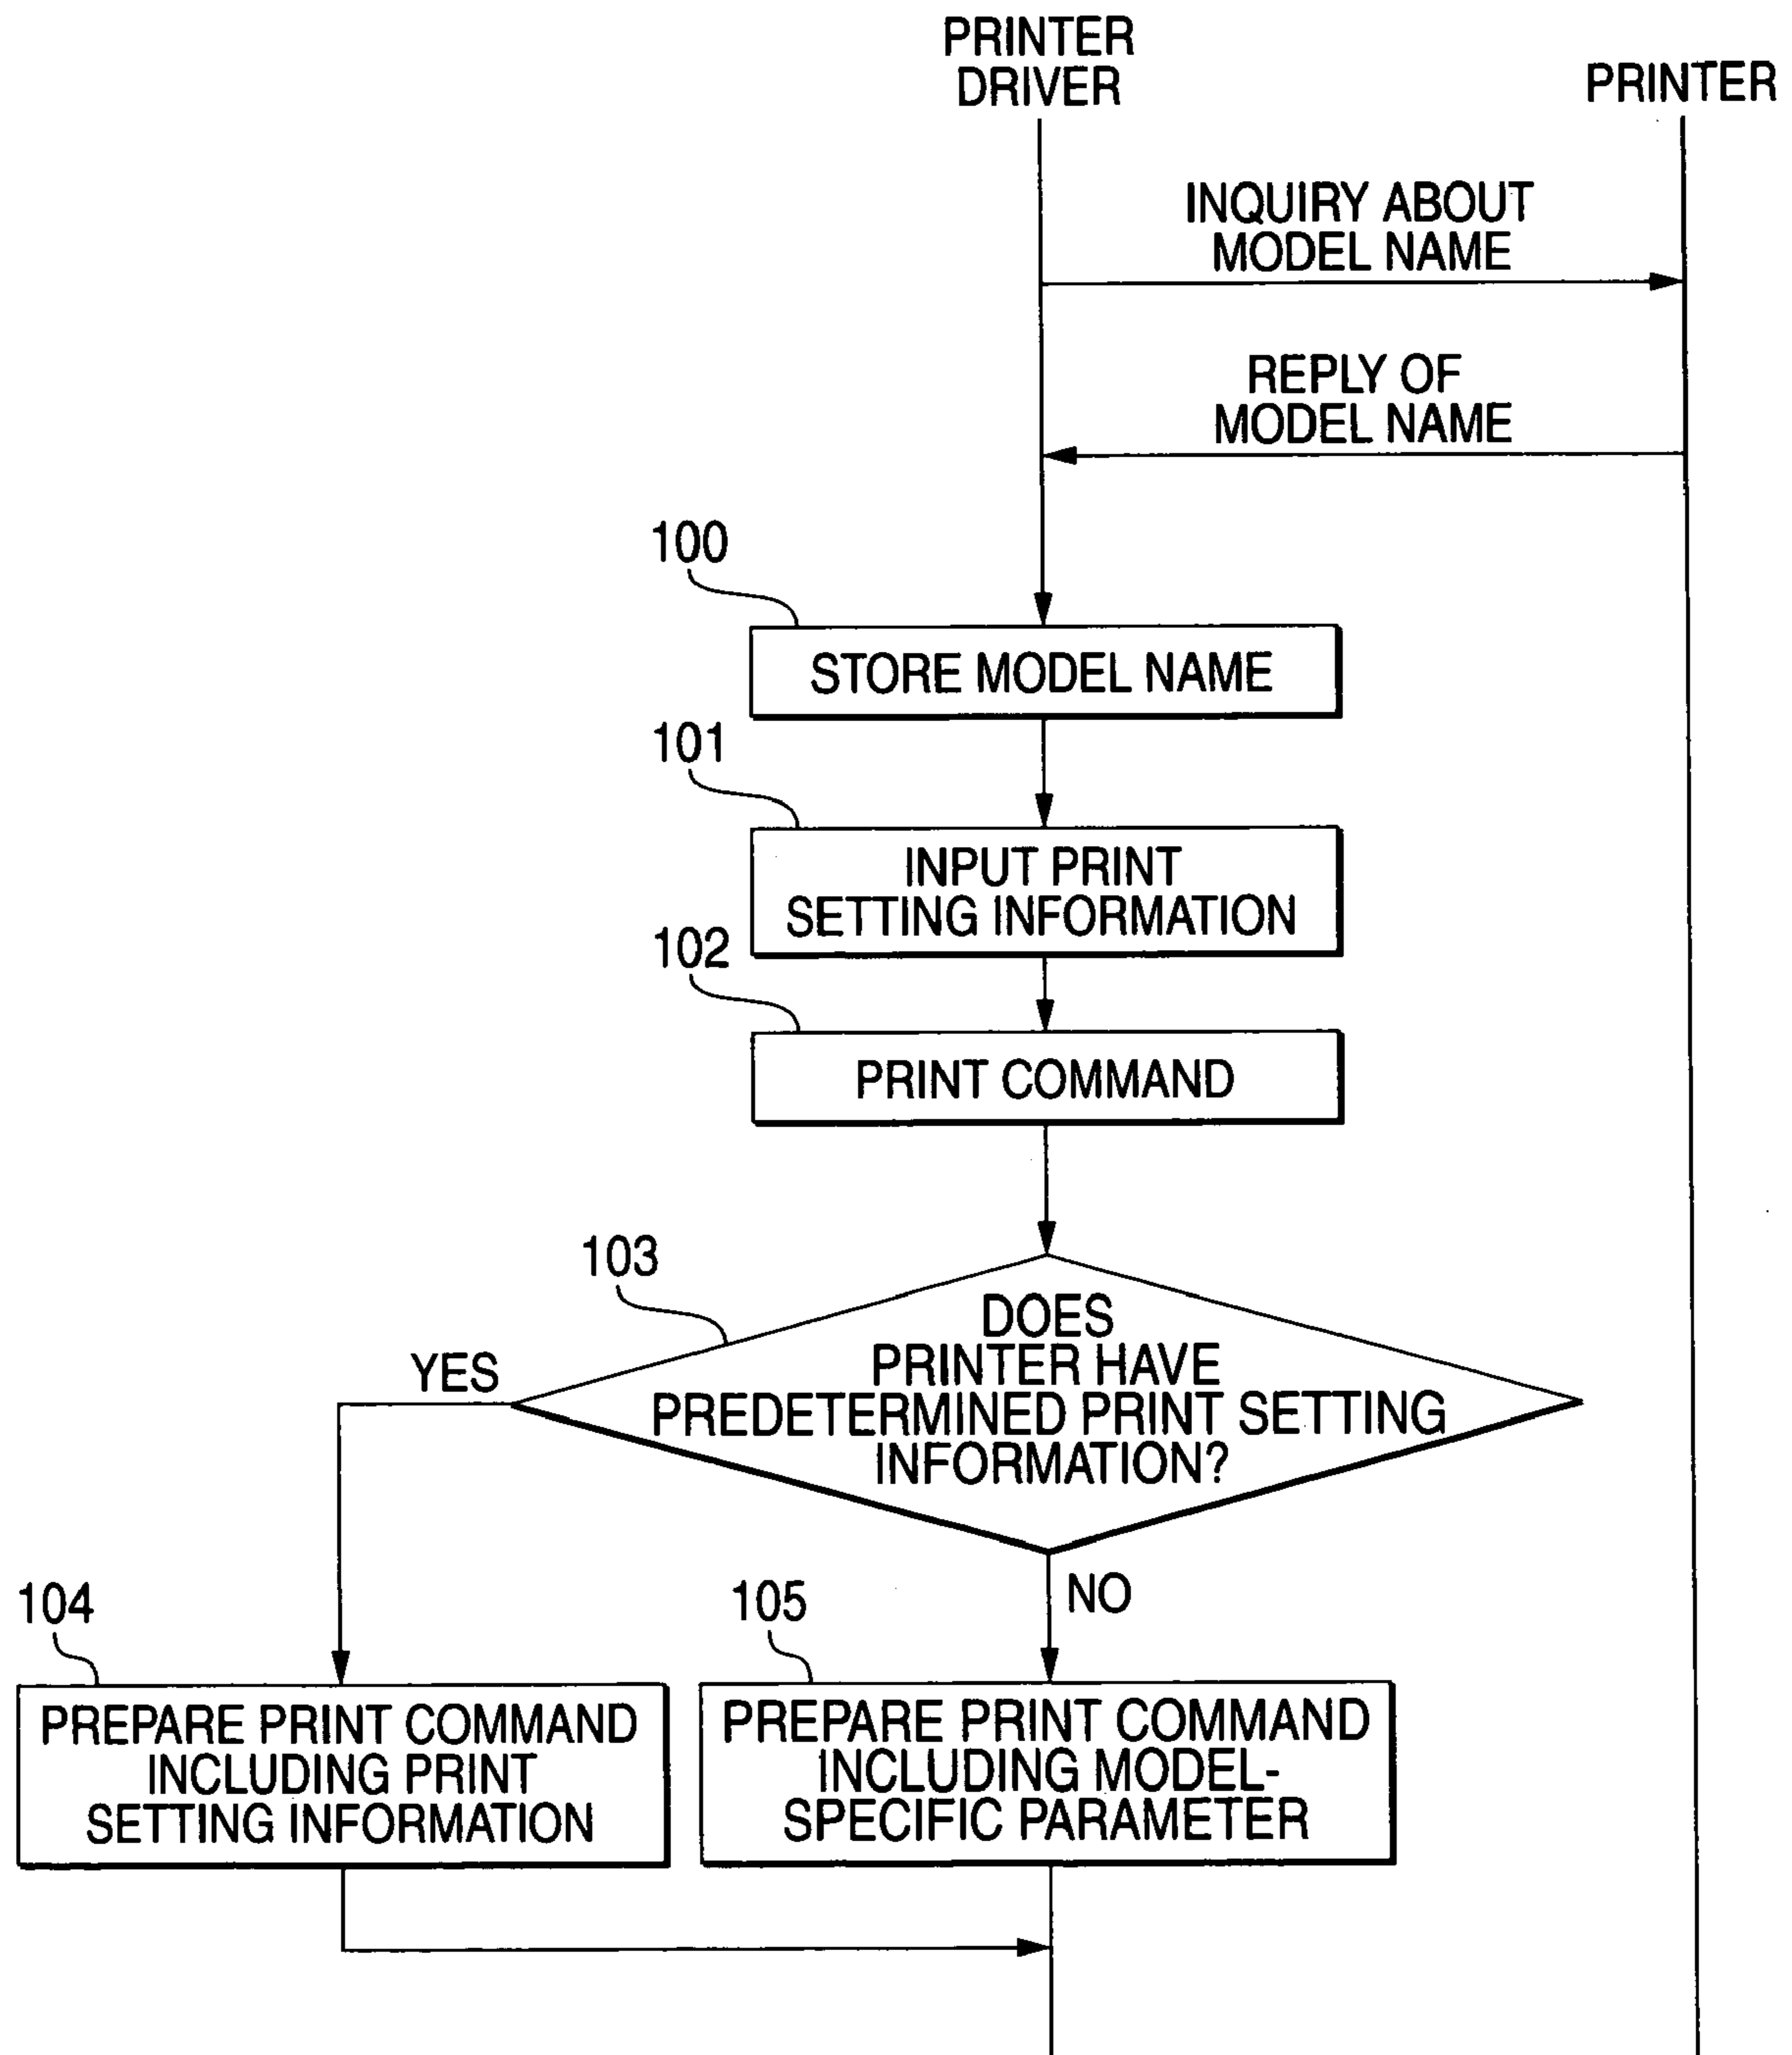 PRINTER
DRIVER
PRINTER
INQUIRY ABOUT
MODEL NAME
REPLY OF
MODEL NAME
100
STORE MODEL NAME
101
INPUT PRINT
SETTING INFORMATION
102
PRINT COMMAND
103
DOES
PRINTER HAVE
PREDETERMINED PRINT SETTING
INFORMATION?
YES
NO
104
PREPARE PRINT COMMAND
INCLUDING PRINT
SETTING INFORMATION
105
PREPARE PRINT COMMAND
INCLUDING MODEL-
SPECIFIC PARAMETER